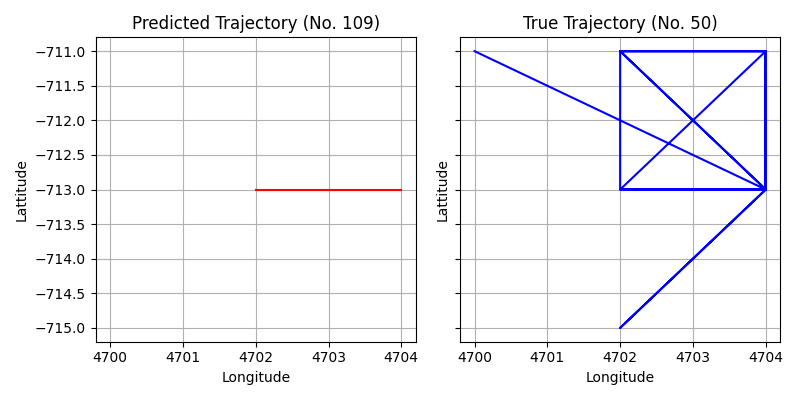 Predicted Trajectory (No. 109)
True Trajectory (No. 50)
−711.0
−711.5
−712.0
−712.5
−713.0
−713.5
−714.0
−714.5
−715.0
Lattitude
Lattitude
4700 4701 4702 4703 4704
4700 4701 4702 4703 4704
Longitude
Longitude